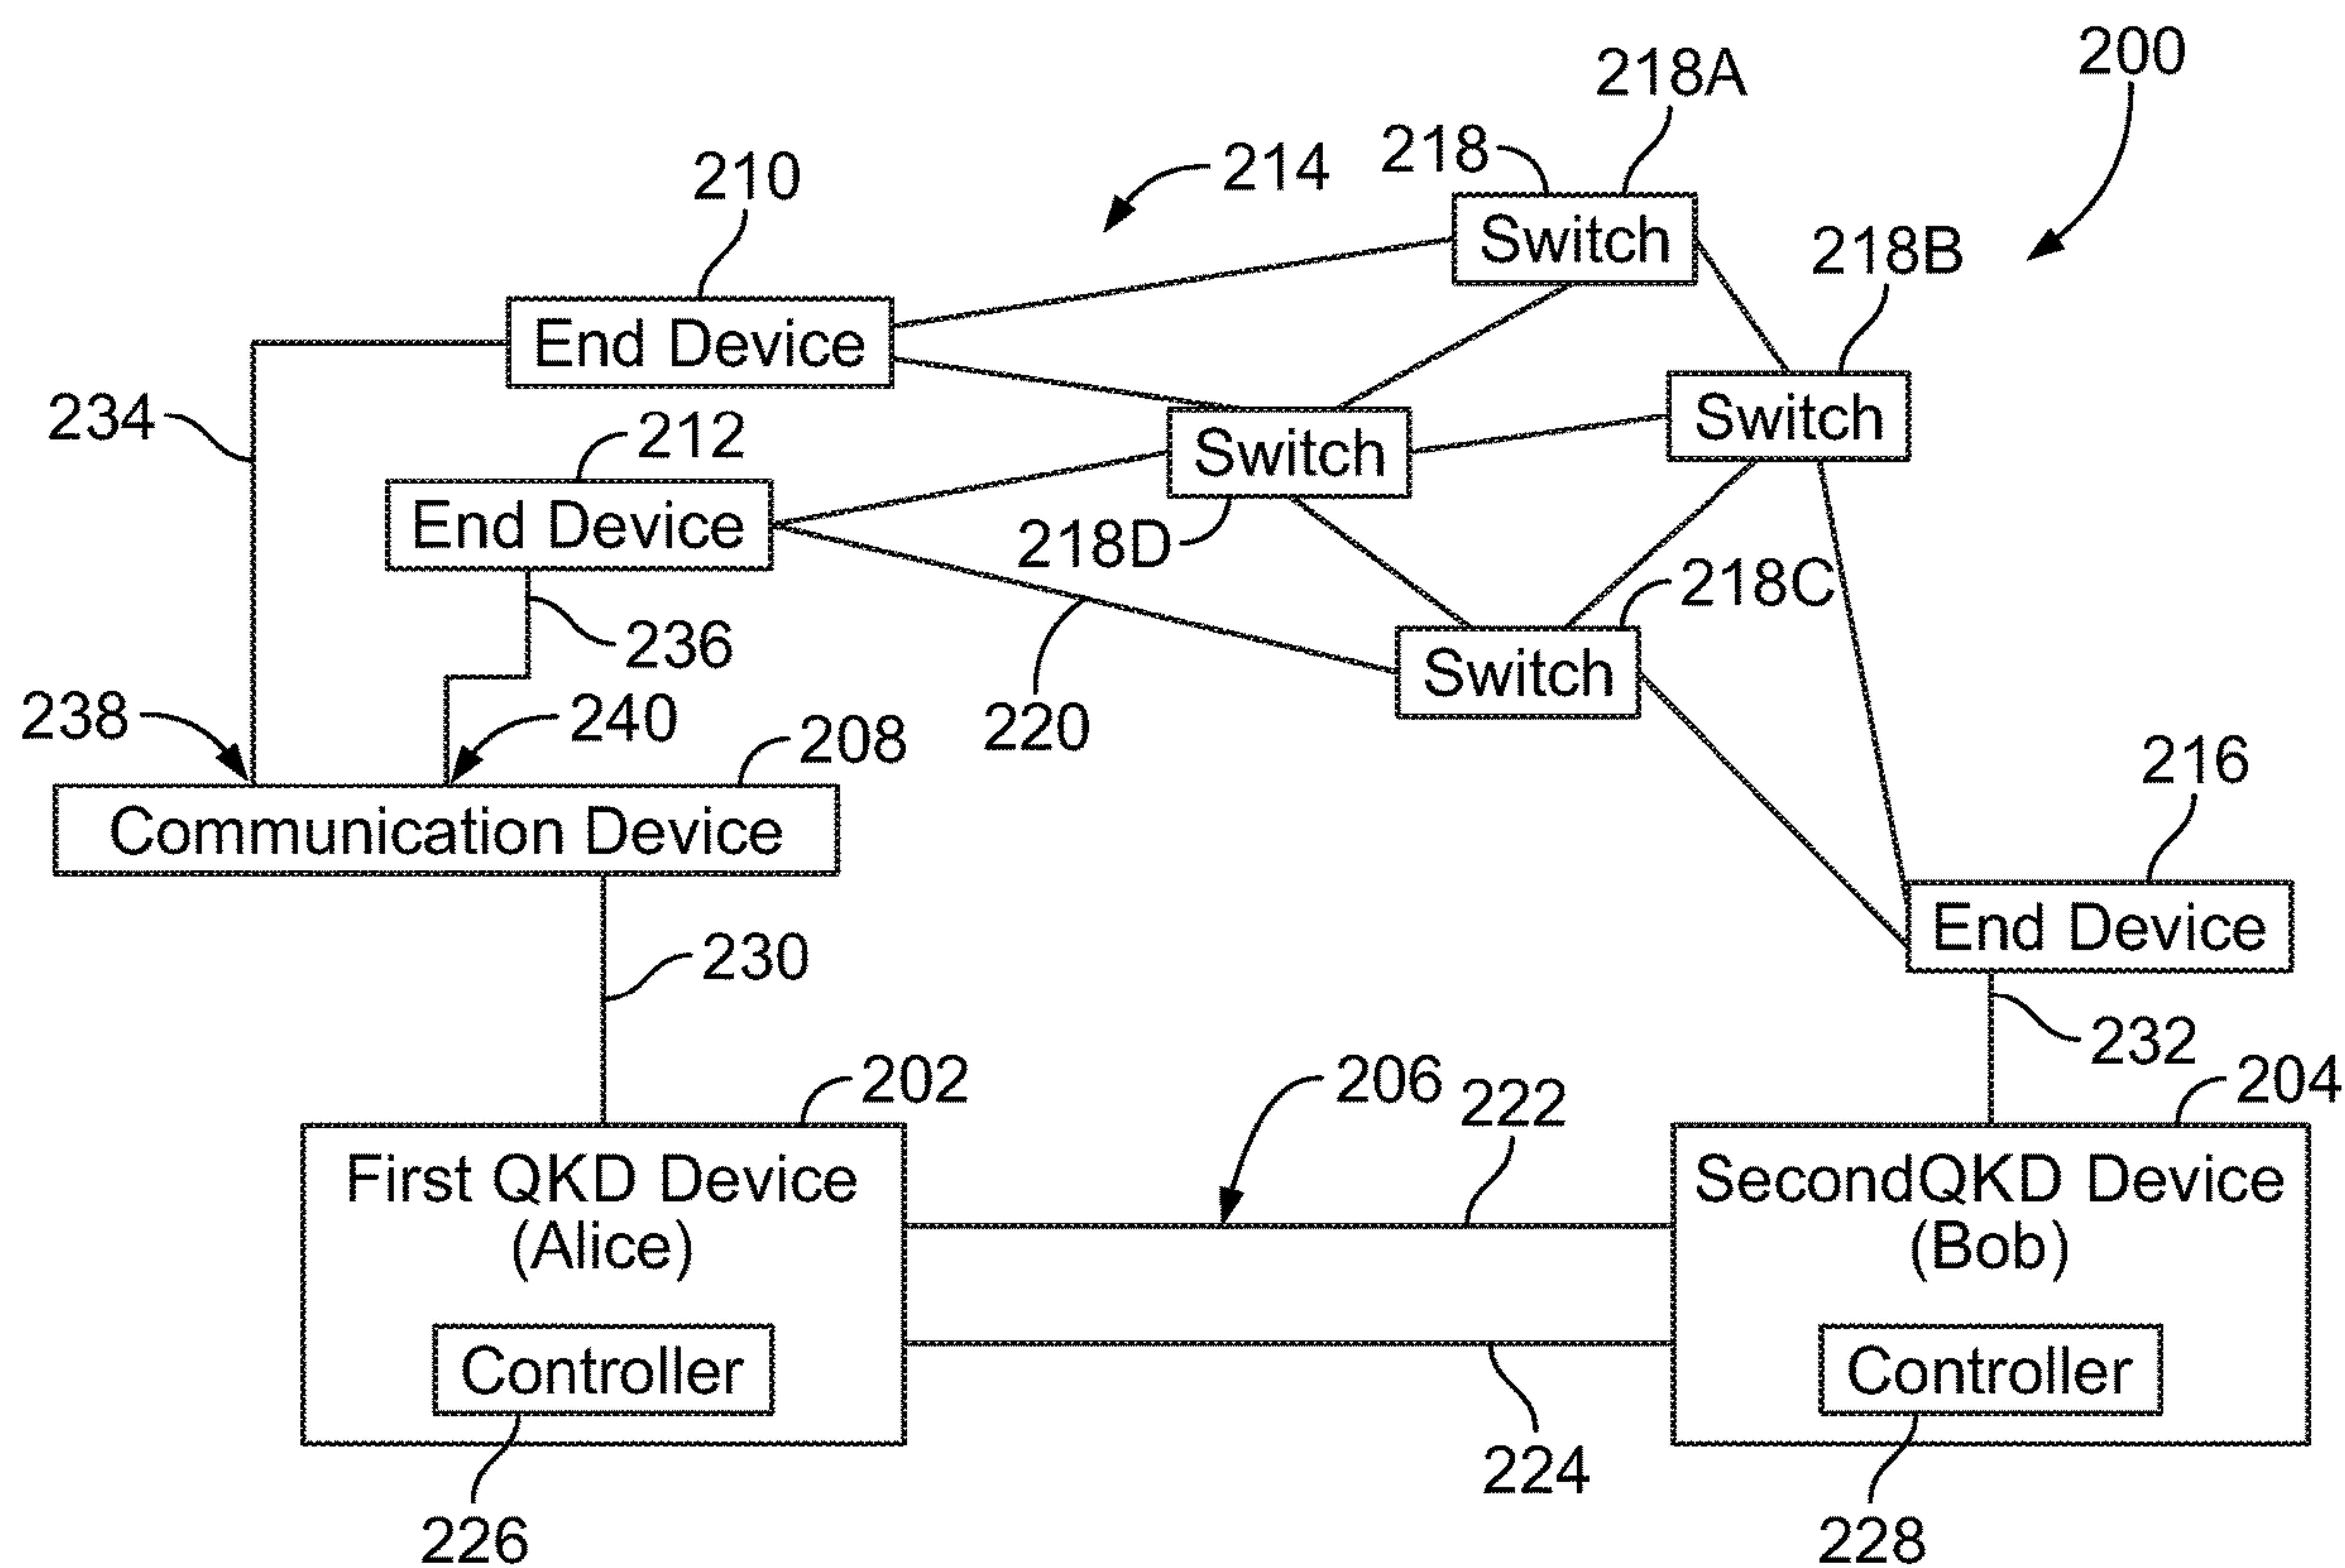 200
218A
218
214
210
Switch
218B
End Device
234
212
Switch
Switch
End Device
218D
218C
236
Switch
238
240
208
220
216
Communication Device
End Device
230
232
202
206
222
204
First QKD Device
(Alice)
SecondQKD Device
(Bob)
Controller
Controller
224
226
228